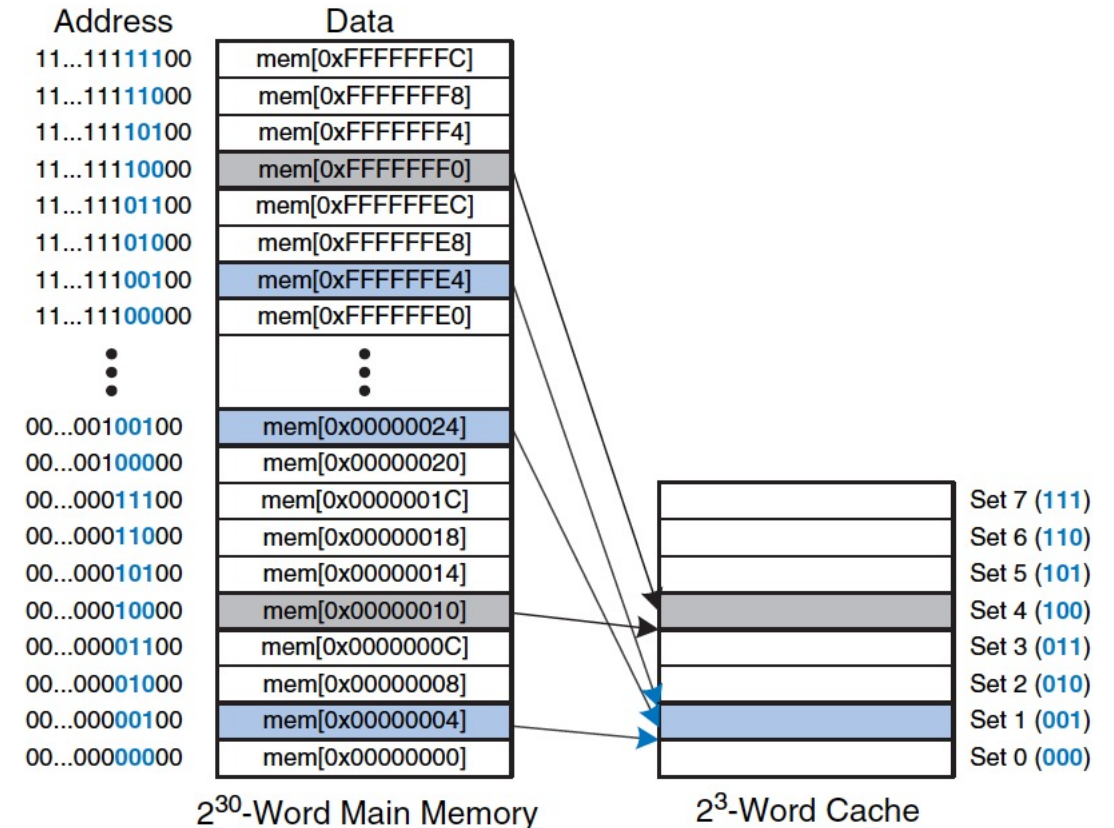 Address Data
11...11111100 mem[0xFFFFFFFC]
11...11111000 mem[0xFFFFFFF8]
11...11110100 mem[0xFFFFFFF4]
11...11110000 mem[0xFFFFFFF0]
11...11101100 mem[0xFFFFFFEC]
11...11101000 mem[0xFFFFFFE8]
11...11100100 mem[0xFFFFFFE4]
11...11100000 mem[0xFFFFFFE0]
00...00100100 mem[0x00000024]
00...00100000 mem[0x00000020]
00...00011100 mem[0x0000001C] Set 7 (111)
00...00011000 mem[0x00000018] Set 6 (110)
00...00010100 mem[0x00000014] Set 5 (101)
00...00010000 mem[0x00000010] Set 4 (100)
00...00001100 mem[0x0000000C] Set 3 (011)
00...00001000 mem[0x00000008] Set 2 (010)
00...00000100 mem[0x00000004] Set 1 (001)
00...00000000 mem[0x00000000] Set 0 (000)
2³⁰-Word Main Memory 2³-Word Cache